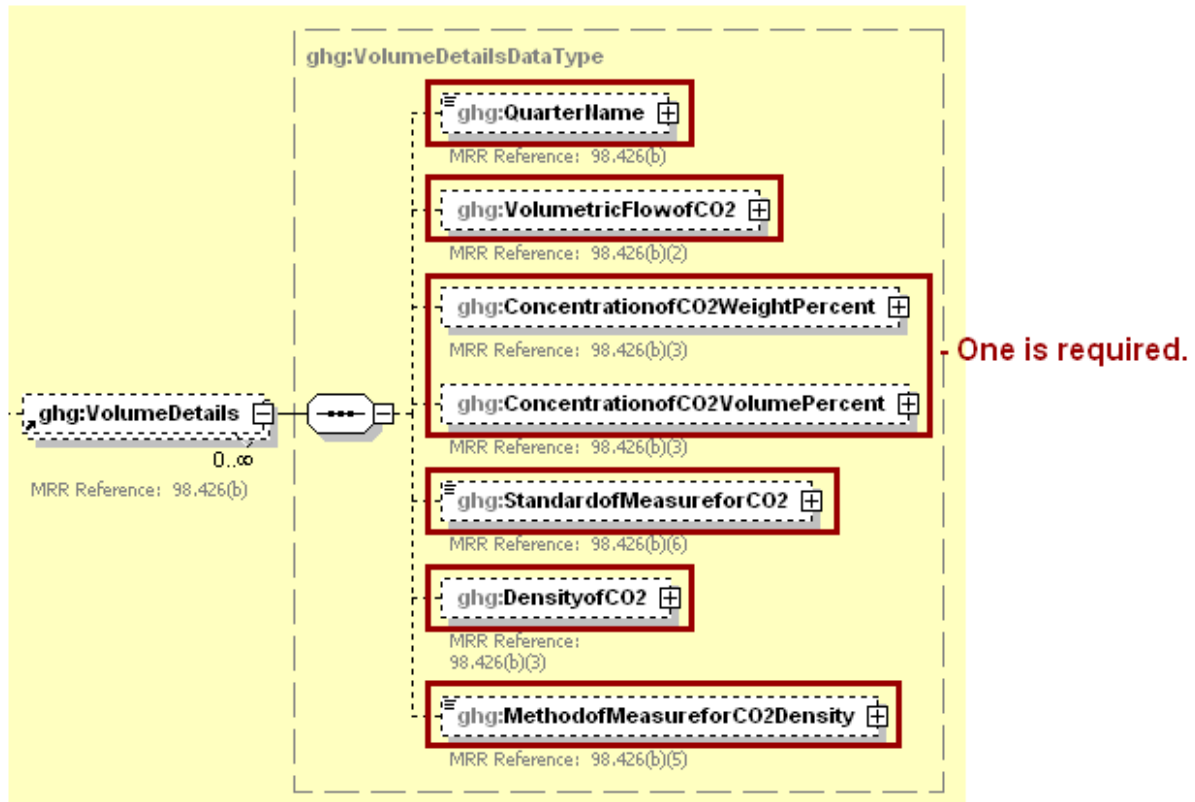 ghg:VolumeDetailsDataType
ghg:QuarterName
MRR Reference: 98.426(b)
ghg:VolumetricFlowofCO2
MRR Reference: 98.426(b)(2)
ghg:ConcentrationofCO2WeightPercent
MRR Reference: 98.426(b)(3)
- One is required.
ghg:ConcentrationofCO2VolumePercent
MRR Reference: 98.426(b)(3)
ghg:VolumeDetails
0..∞
MRR Reference: 98.426(b)
ghg:StandardofMeasureforCO2
MRR Reference: 98.426(b)(6)
ghg:DensityofCO2
MRR Reference:
98.426(b)(3)
ghg:MethodofMeasureforCO2Density
MRR Reference: 98.426(b)(5)